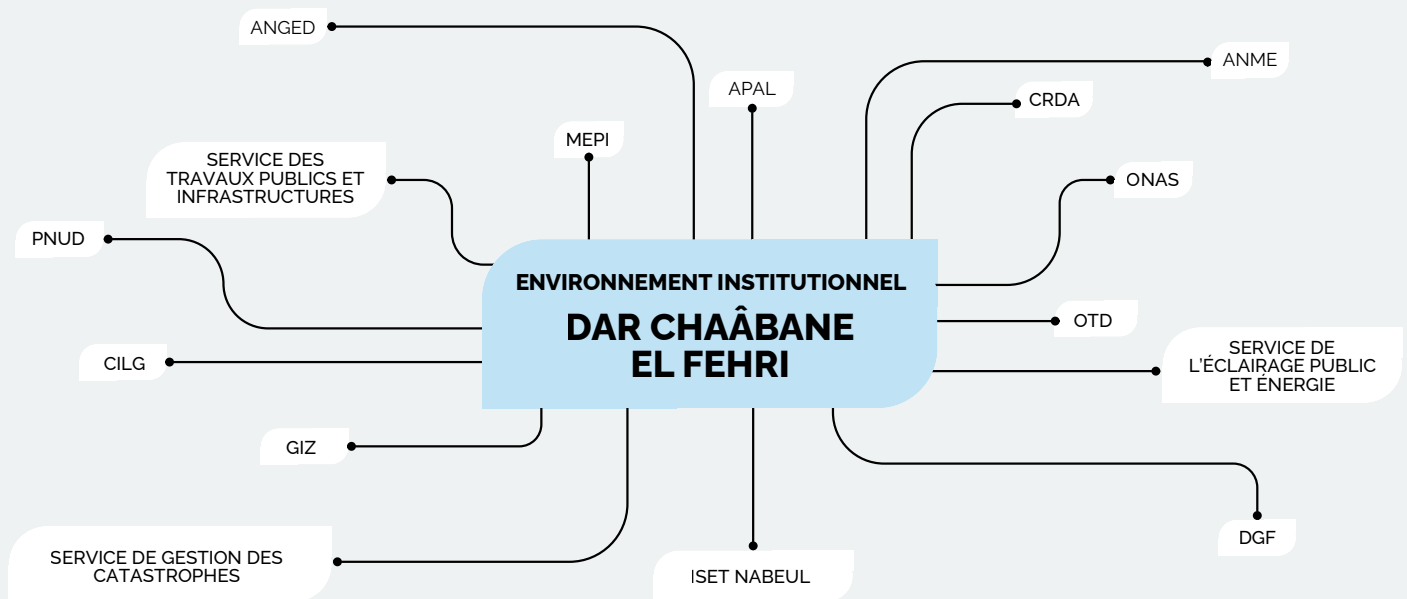 ANGED
ANME
APAL
CRDA
MEPI
SERVICE DES
TRAVAUX PUBLICS ET
INFRASTRUCTURES
ONAS
PNUD
ENVIRONNEMENT INSTITUTIONNEL
DAR CHAÂBANE
EL FEHRI
OTD
SERVICE DE
L'ÉCLAIRAGE PUBLIC
ET ÉNERGIE
CILG
GIZ
DGF
SERVICE DE GESTION DES
CATASTROPHES
ISET NABEUL